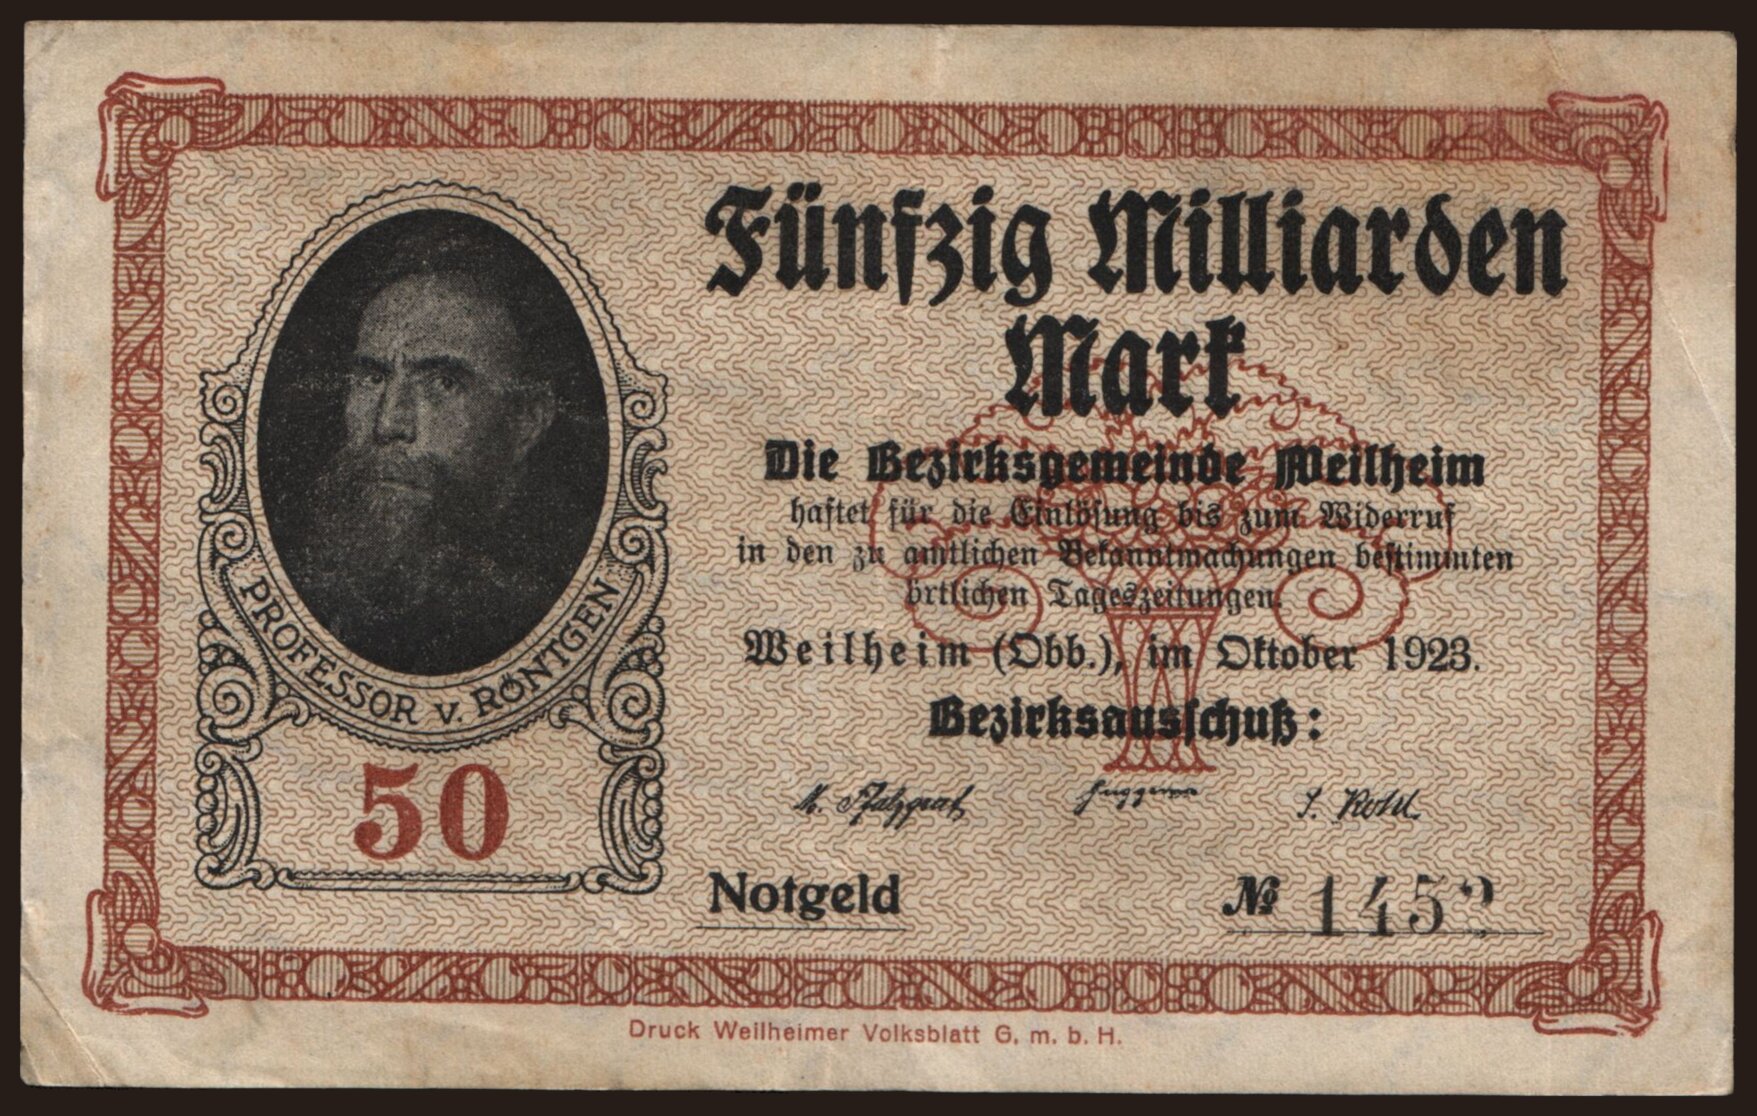 Fünfzig Milliarden
Mark
Die Bezirksgemeinde Weilheim
haftet für die Einlösung bis zum Widerruf
in den zu amtlichen Bekanntmachungen bestimmten
örtlichen Tageszeitungen.
Weilheim (Obb.), im Oktober 1923.
Bezirksausschuß:
PROFESSOR v. RÖNTGEN
50
Notgeld
№ 1452
Druck Weilheimer Volksblatt G. m. b. H.